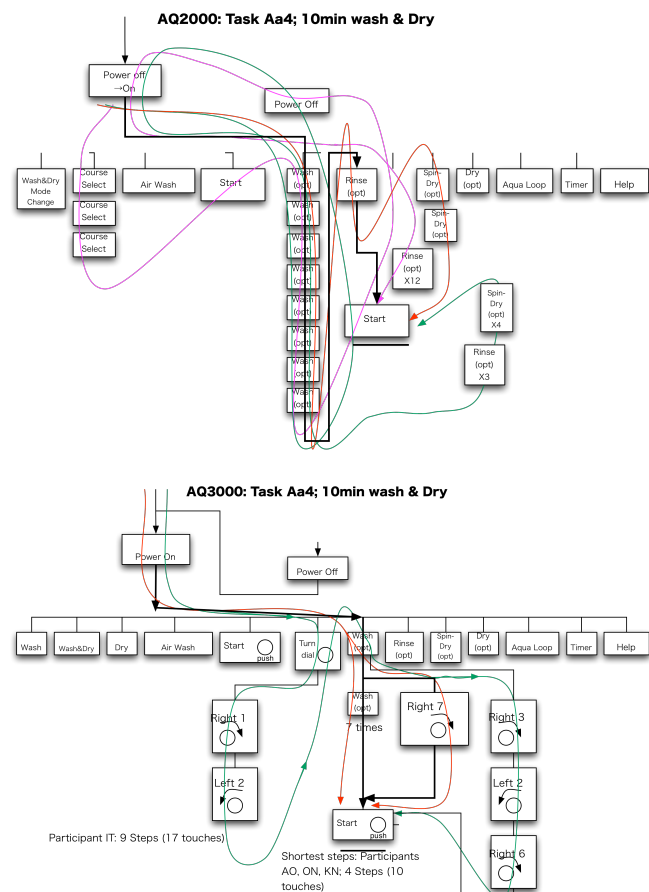 AQ2000: Task Aa4; 10min wash & Dry
Power off
→On
Power Off
Wash&Dry
Mode
Change
Course
Select
Course
Select
Course
Select
Air Wash
Start
Wash
(opt)
Wash
(opt)
Wash
(opt)
Wash
(opt)
Wash
(opt)
Wash
(opt)
Wash
(opt)
Wash
(opt)
Rinse
(opt)
Spin-
Dry
(opt)
Spin-
Dry
(opt)
Dry
(opt)
Aqua Loop
Timer
Help
Rinse
(opt)
X12
Start
Spin-
Dry
(opt)
X4
Rinse
(opt)
X3
AQ3000: Task Aa4; 10min wash & Dry
Power On
Power Off
Wash
Wash&Dry
Dry
Air Wash
Start
push
Turn
dial
Wash
(opt)
Rinse
(opt)
Spin-
Dry
(opt)
Dry
(opt)
Aqua Loop
Timer
Help
Right 1
Left 2
Wash
(opt)
7 times
Right 7
Right 3
Left 2
Right 6
Start
push
Participant IT: 9 Steps (17 touches)
Shortest steps: Participants
AO, ON, KN; 4 Steps (10
touches)